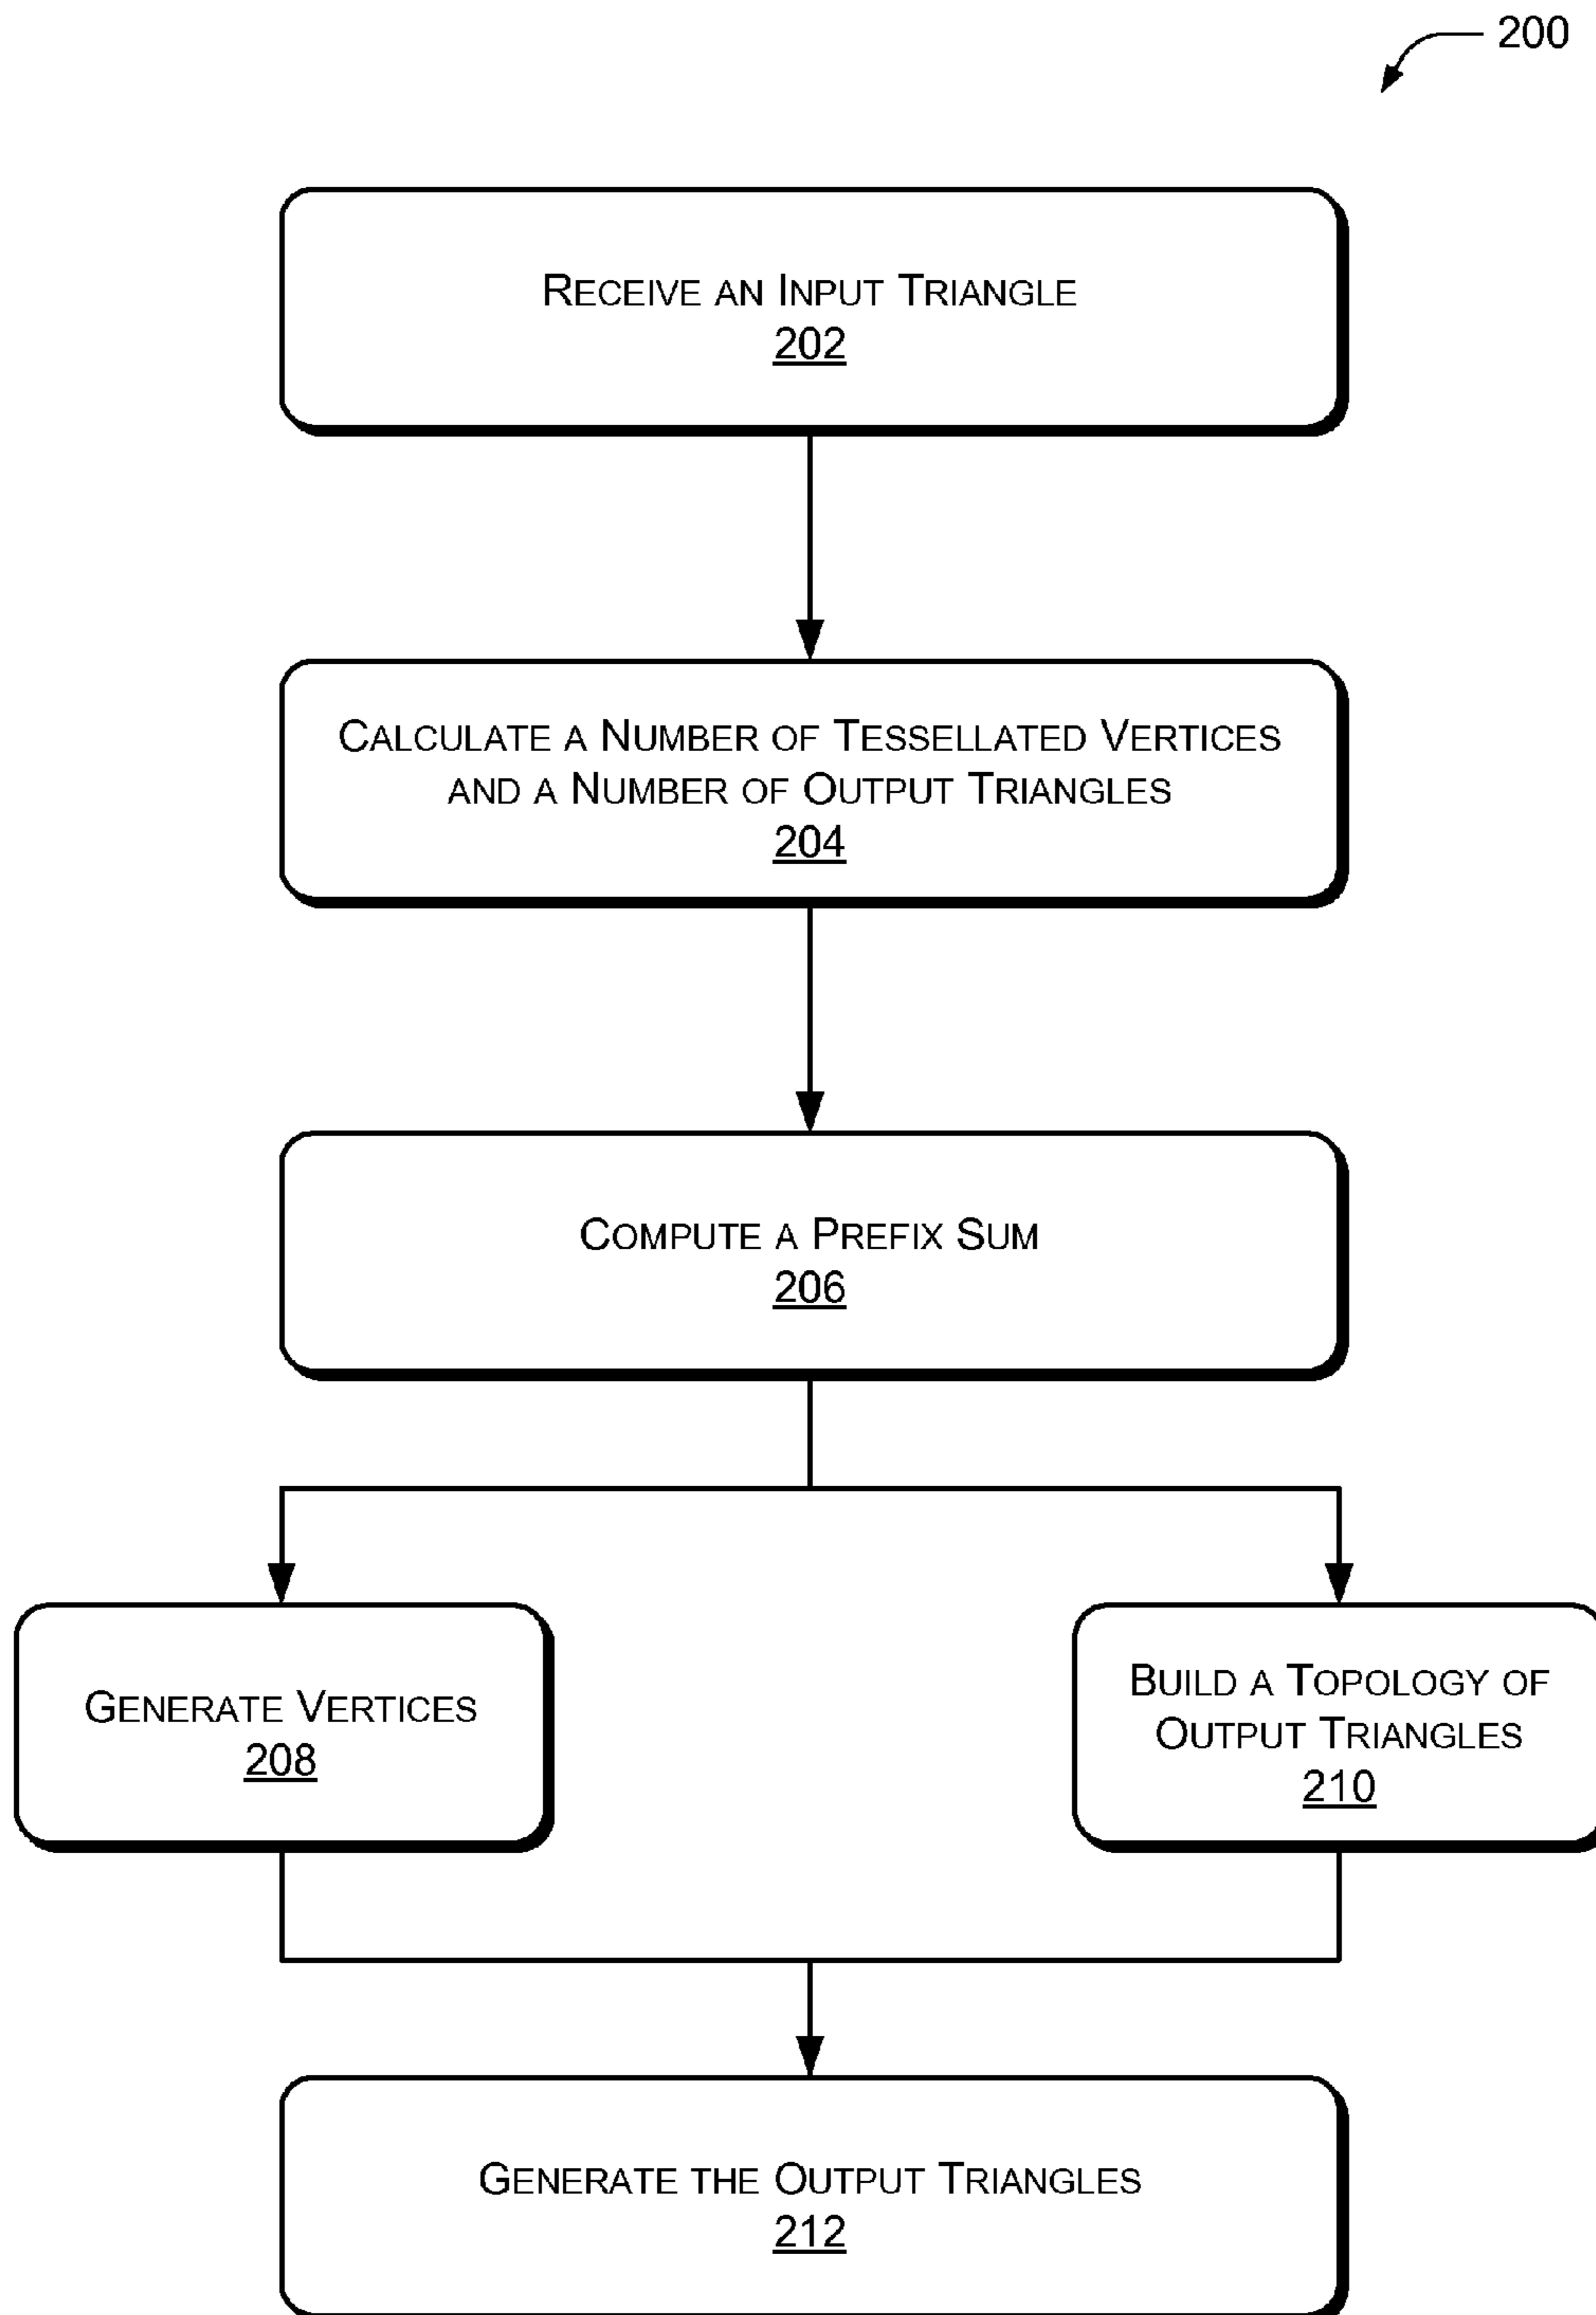 200
RECEIVE AN INPUT TRIANGLE
202
CALCULATE A NUMBER OF TESSELLATED VERTICES
AND A NUMBER OF OUTPUT TRIANGLES
204
COMPUTE A PREFIX SUM
206
GENERATE VERTICES
208
BUILD A TOPOLOGY OF
OUTPUT TRIANGLES
210
GENERATE THE OUTPUT TRIANGLES
212